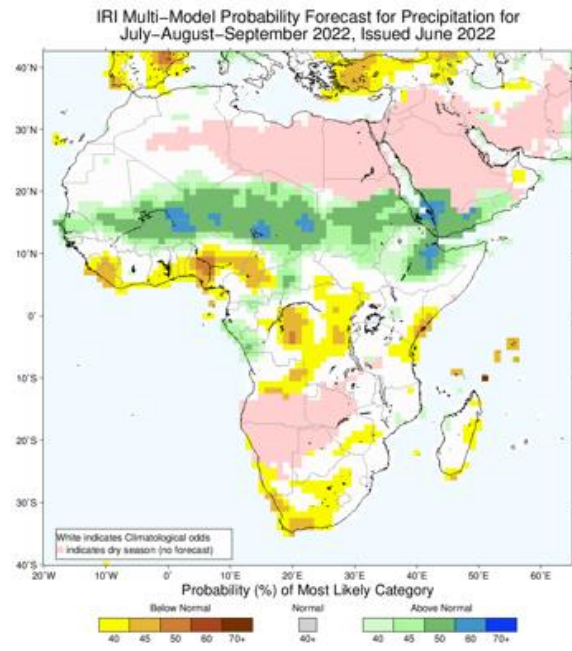 IRI Multi-Model Probability Forecast for Precipitation for
July-August-September 2022, Issued June 2022
40°N
30°N
20°N
10°N
0°
10°S
20°S
30°S
40°S
White indicates Climatological odds
indicates dry season (no forecast)
20°W 10°W 0° 10°E 20°E 30°E 40°E 50°E 60°E
Probability (%) of Most Likely Category
Below Normal Normal Above Normal
40 45 50 60 70+ 40+ 40 45 50 60 70+